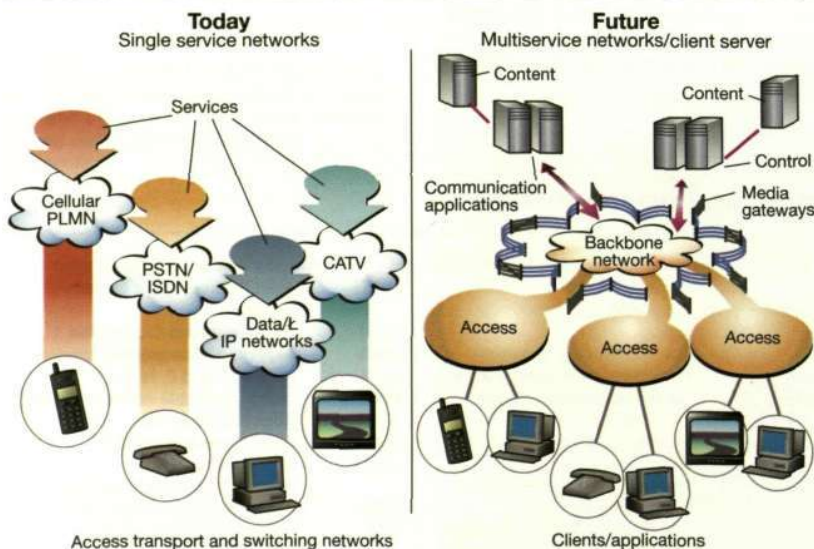 Today
Single service networks
Services
Cellular
PLMN
PSTN/
ISDN
Data/Ł
IP networks
CATV
Access transport and switching networks
Future
Multiservice networks/client server
Content
Content
Control
Communication
applications
Media
gateways
Backbone
network
Access
Access
Access
Clients/applications